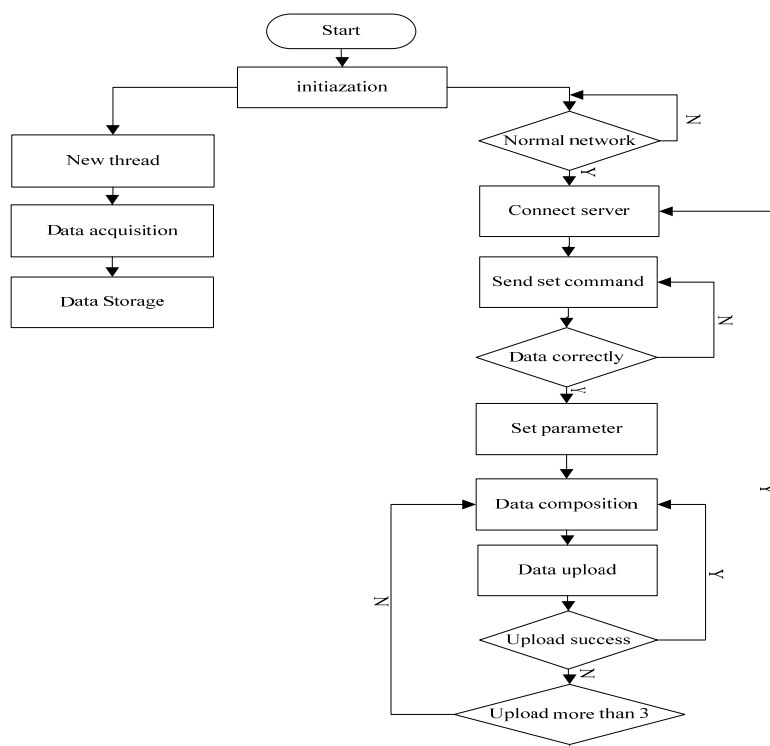 Start
initiazation
New thread
Data acquisition
Data Storage
Normal network
N
Y
Connect server
Send set command
N
Data correctly
Y
Set parameter
Y
Data composition
Data upload
Y
N
Upload success
N
Upload more than 3